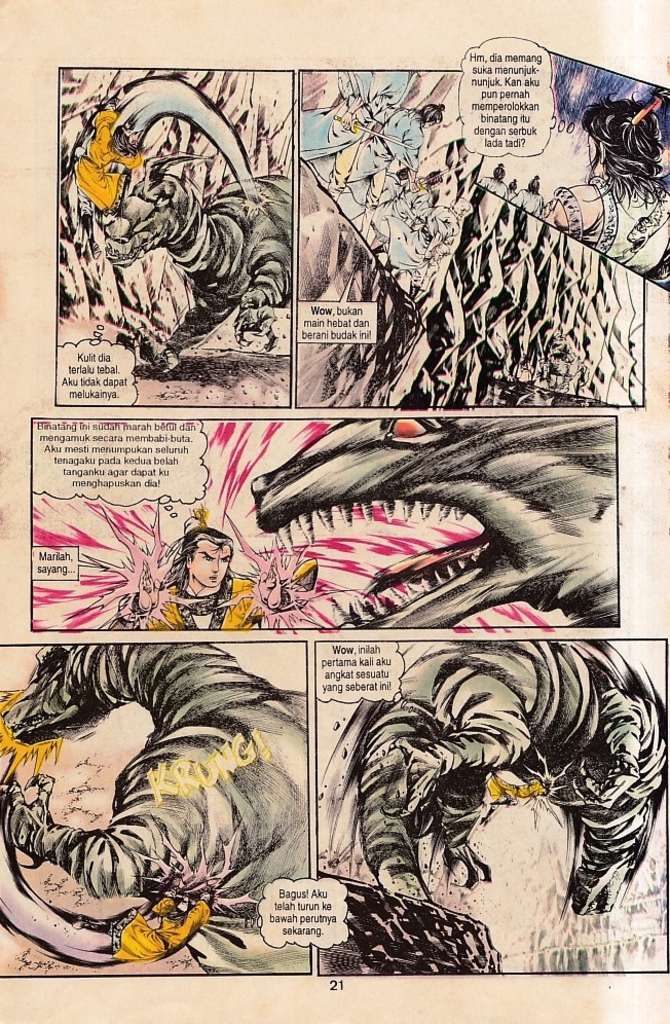 Kulit dia
terlalu tebal.
Aku tidak dapat
melukainya.
Wow, bukan
main hebat dan
berani budak ini!
Hm, dia memang
suka menunjuk-
nunjuk. Kan aku
pun pernah
memperolokkan
binatang itu
dengan serbuk
lada tadi?
Binatang ini sudah marah betul dan
mengamuk secara membabi-buta.
Aku mesti menumpukan seluruh
tenagaku pada kedua belah
tanganku agar dapat ku
menghapuskan dia!
Marilah,
sayang...
KRUNG!
Bagus! Aku
telah turun ke
bawah perutnya
sekarang.
Wow, inilah
pertama kali aku
angkat sesuatu
yang seberat ini!
21